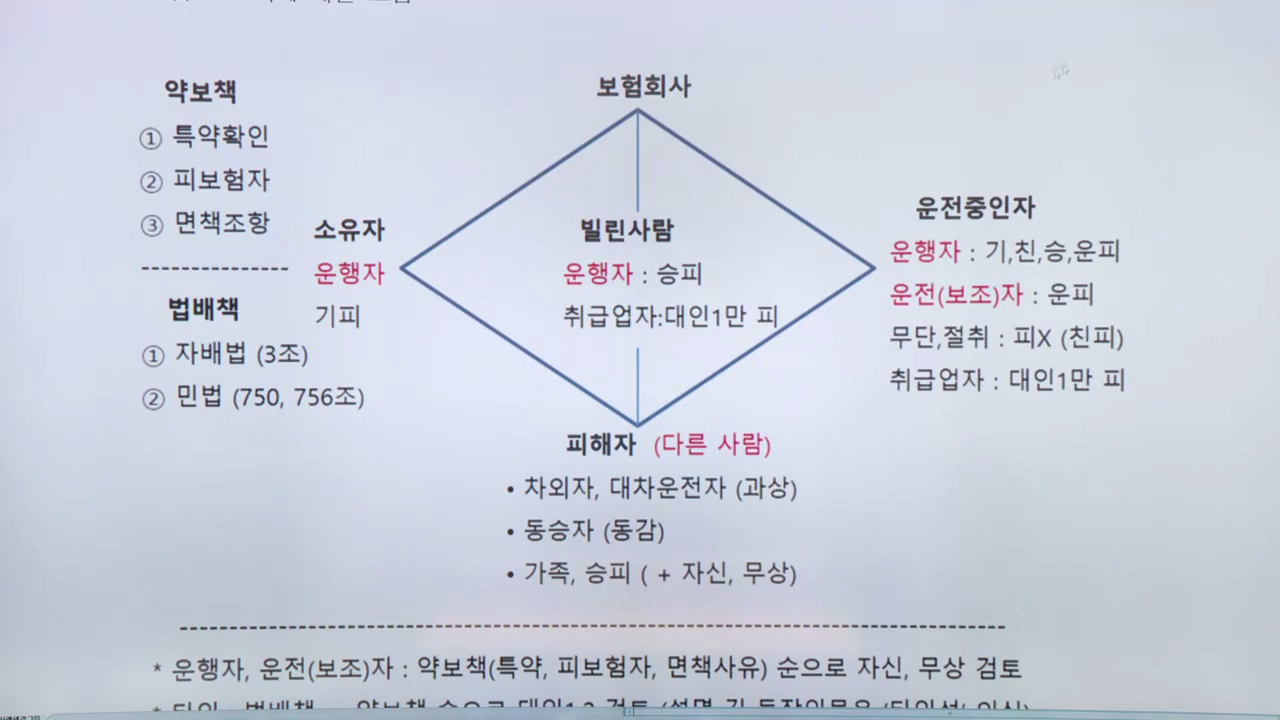 약보책
① 특약확인
② 피보험자
③ 면책조항
법배책
① 자배법 (3조)
② 민법 (750, 756조)
소유자
운행자
기피
보험회사
빌린사람
운행자 : 승피
취급업자:대인1만 피
운전중인자
운행자 : 기,친,승,운피
운전(보조)자 : 운피
무단,절취 : 피X (친피)
취급업자 : 대인1만 피
피해자 (다른 사람)
• 차외자, 대차운전자 (과상)
• 동승자 (동감)
• 가족, 승피 ( + 자신, 무상)
* 운행자, 운전(보조)자 : 약보책(특약, 피보험자, 면책사유) 순으로 자신, 무상 검토